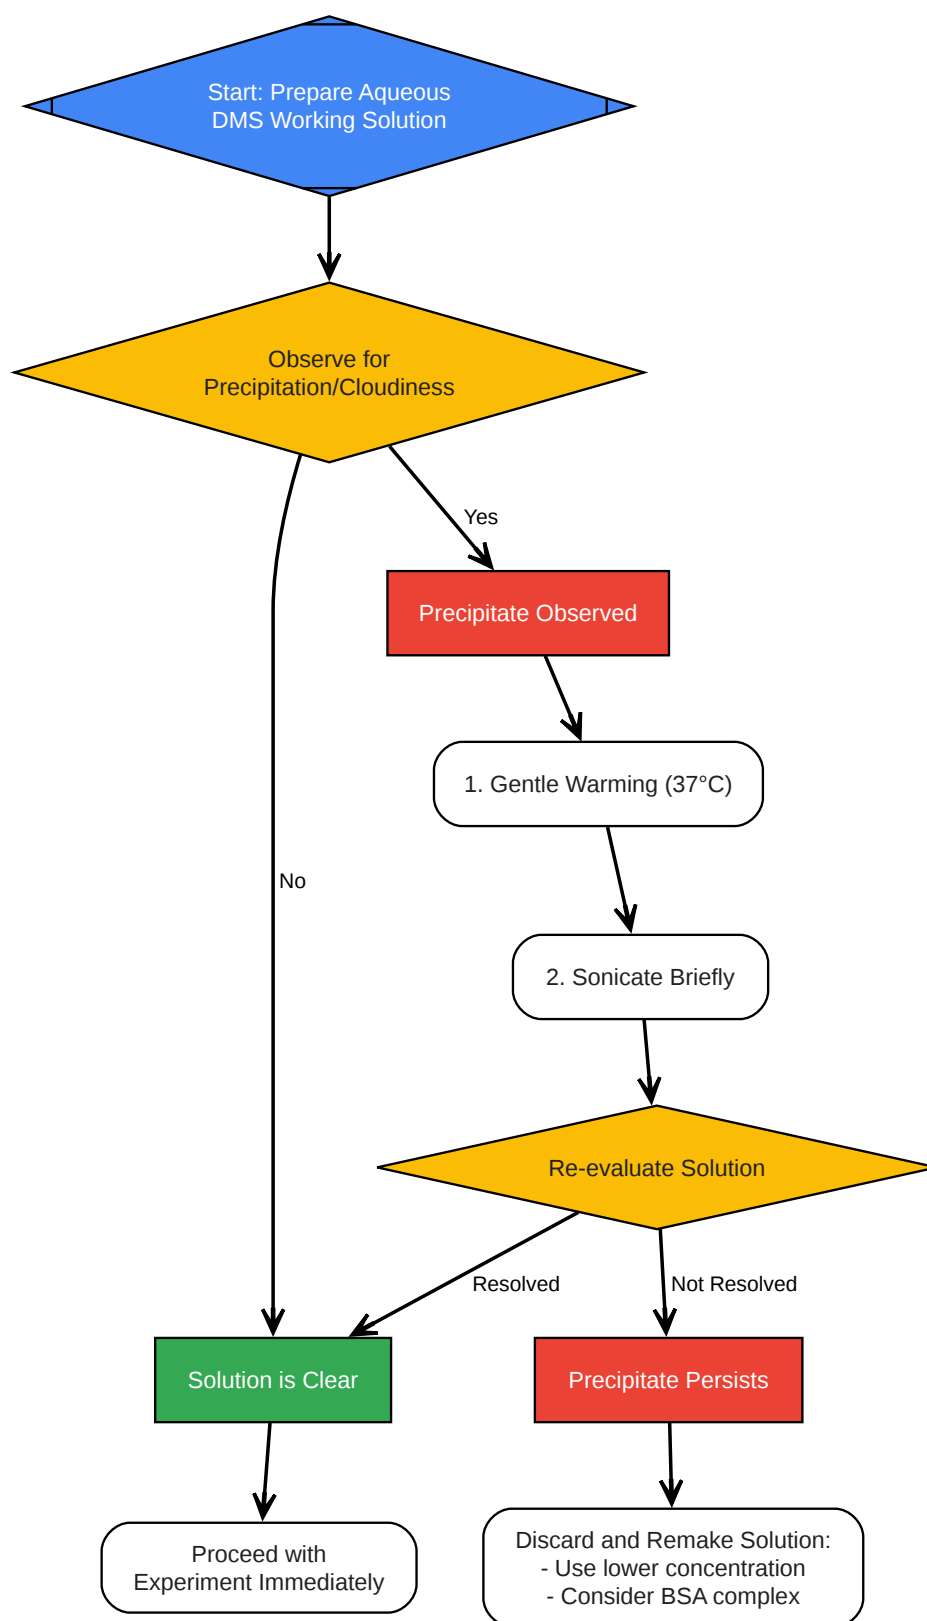 Start: Prepare Aqueous
DMS Working Solution
Observe for
Precipitation/Cloudiness
Yes
Precipitate Observed
1. Gentle Warming (37°C)
No
2. Sonicate Briefly
Re-evaluate Solution
Resolved
Not Resolved
Solution is Clear
Precipitate Persists
Proceed with
Experiment Immediately
Discard and Remake Solution:
- Use lower concentration
- Consider BSA complex